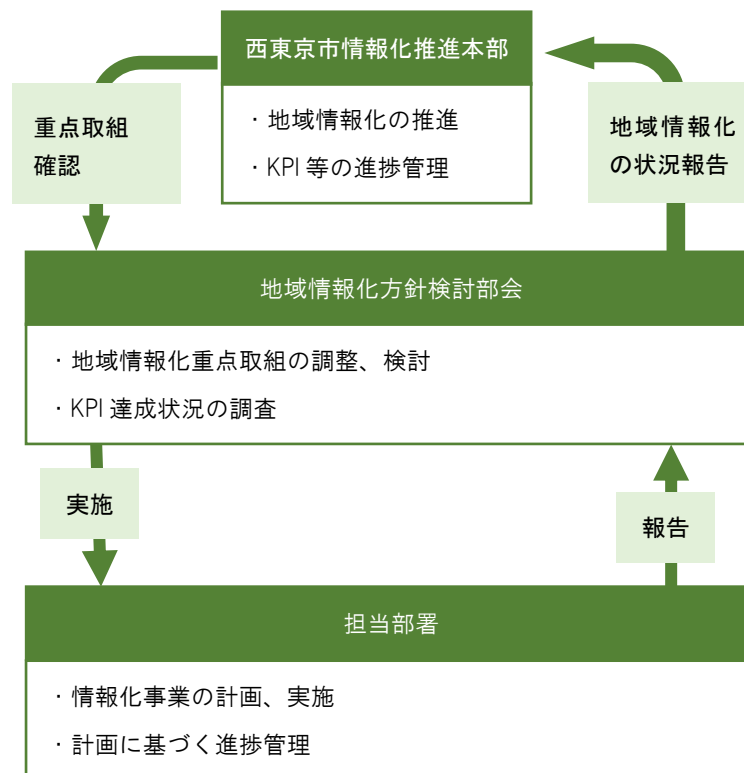 西東京市情報化推進本部
・地域情報化の推進
・KPI 等の進捗管理
重点取組
確認
地域情報化
の状況報告
地域情報化方針検討部会
・地域情報化重点取組の調整、検討
・KPI 達成状況の調査
実施
報告
担当部署
・情報化事業の計画、実施
・計画に基づく進捗管理